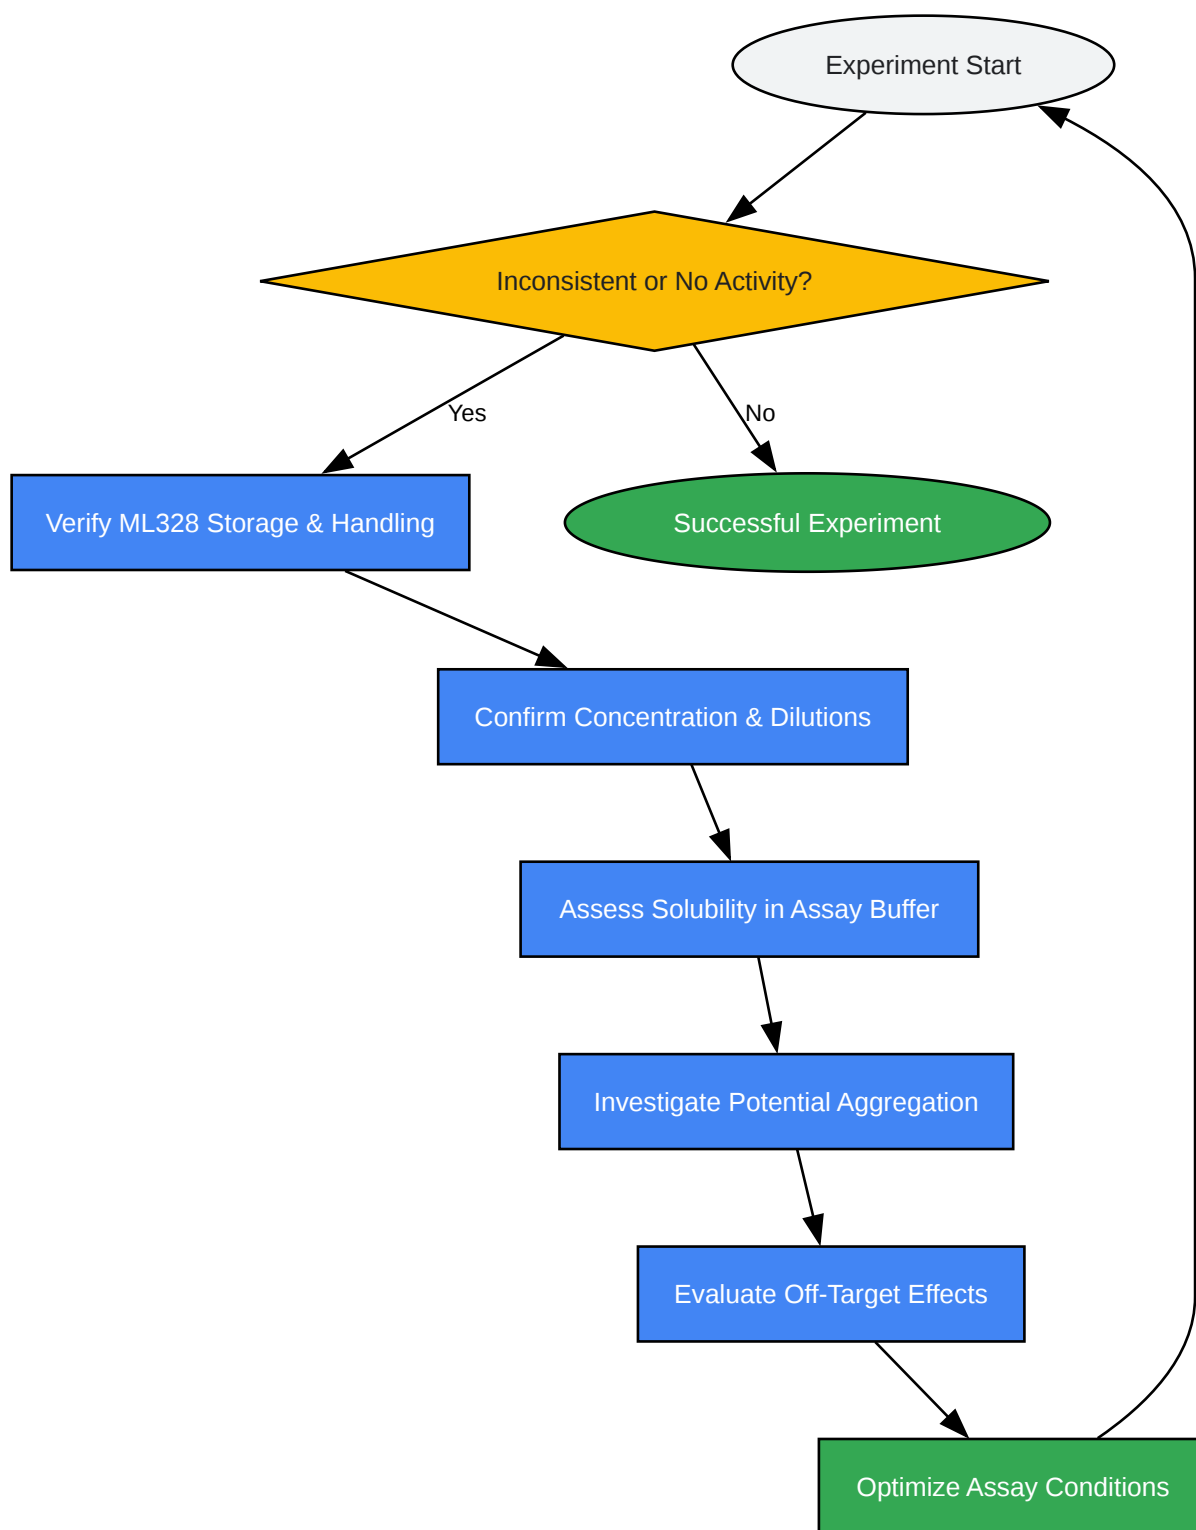 Experiment Start
Inconsistent or No Activity?
Yes
No
Verify ML328 Storage & Handling
Successful Experiment
Confirm Concentration & Dilutions
Assess Solubility in Assay Buffer
Investigate Potential Aggregation
Evaluate Off-Target Effects
Optimize Assay Conditions